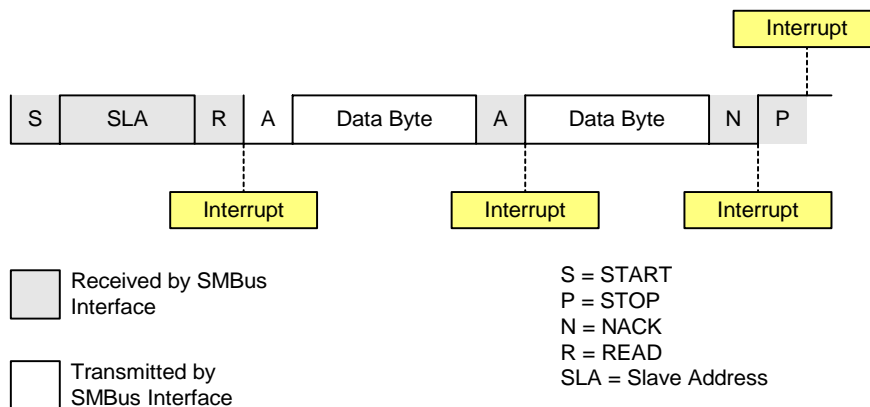 Interrupt
S SLA R A Data Byte A Data Byte N P
Interrupt Interrupt Interrupt
Received by SMBus
Interface
Transmitted by
SMBus Interface
S = START
P = STOP
N = NACK
R = READ
SLA = Slave Address